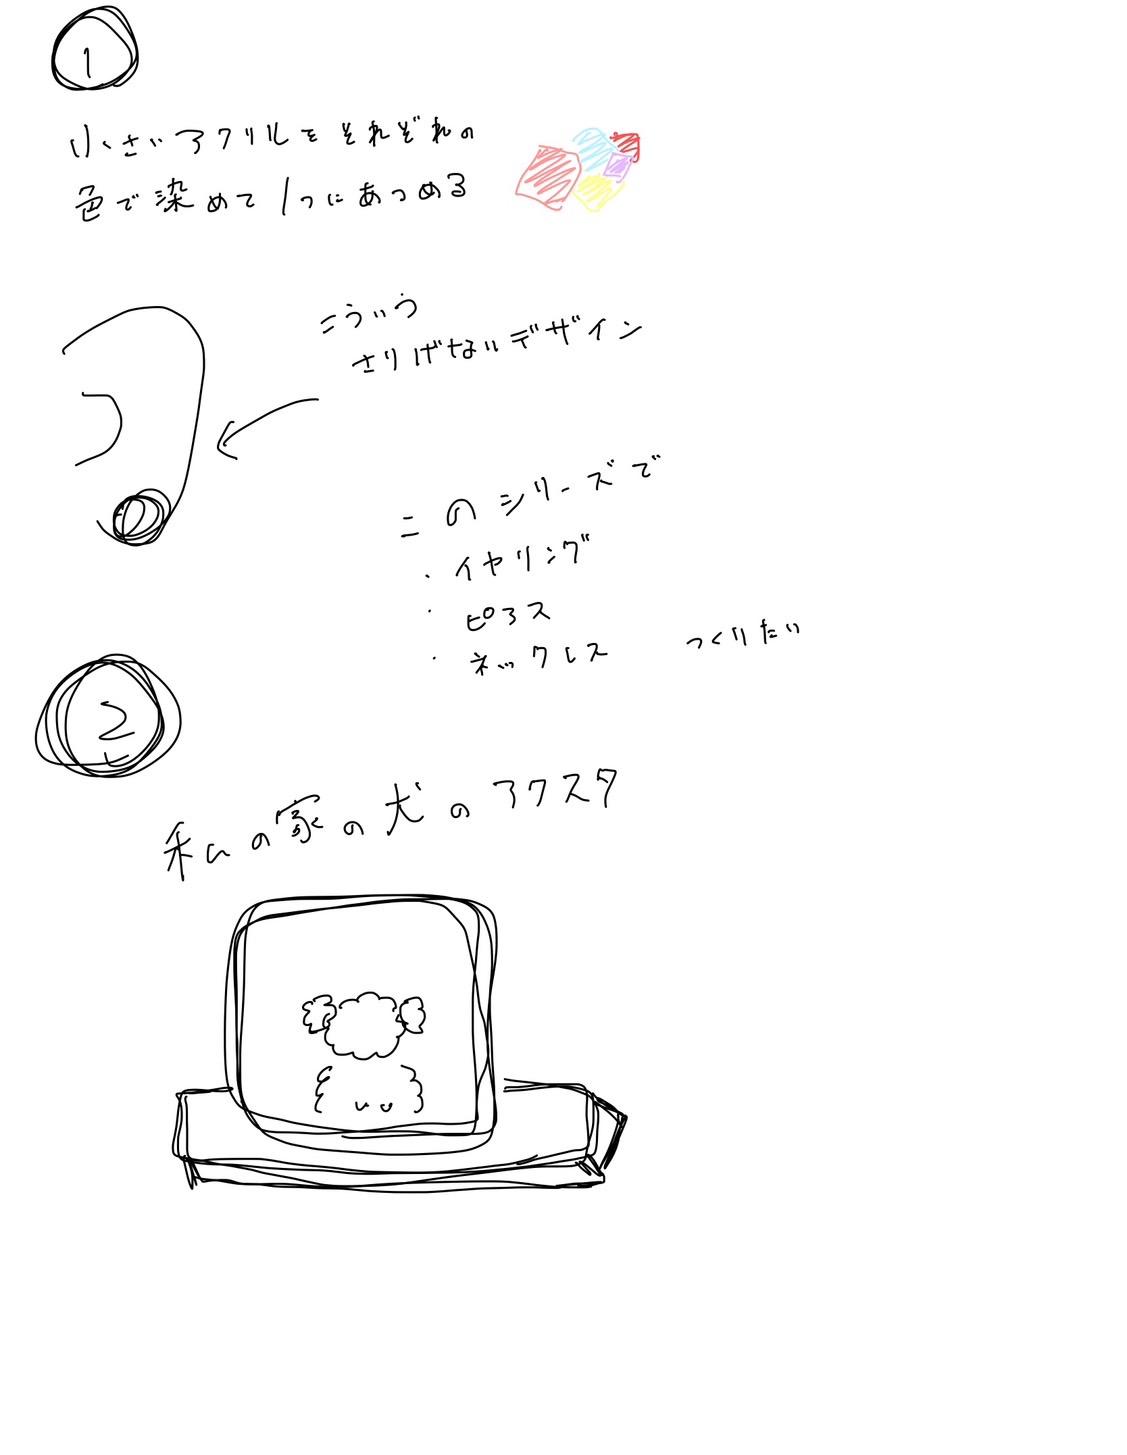 1
小さいアクリルをそれぞれの
色で染めて1つにあつめる
こういう
さりげないデザイン
このシリーズで
・イヤリング
・ピアス
・ネックレス つくりたい
2
私の家の犬のアクスタ